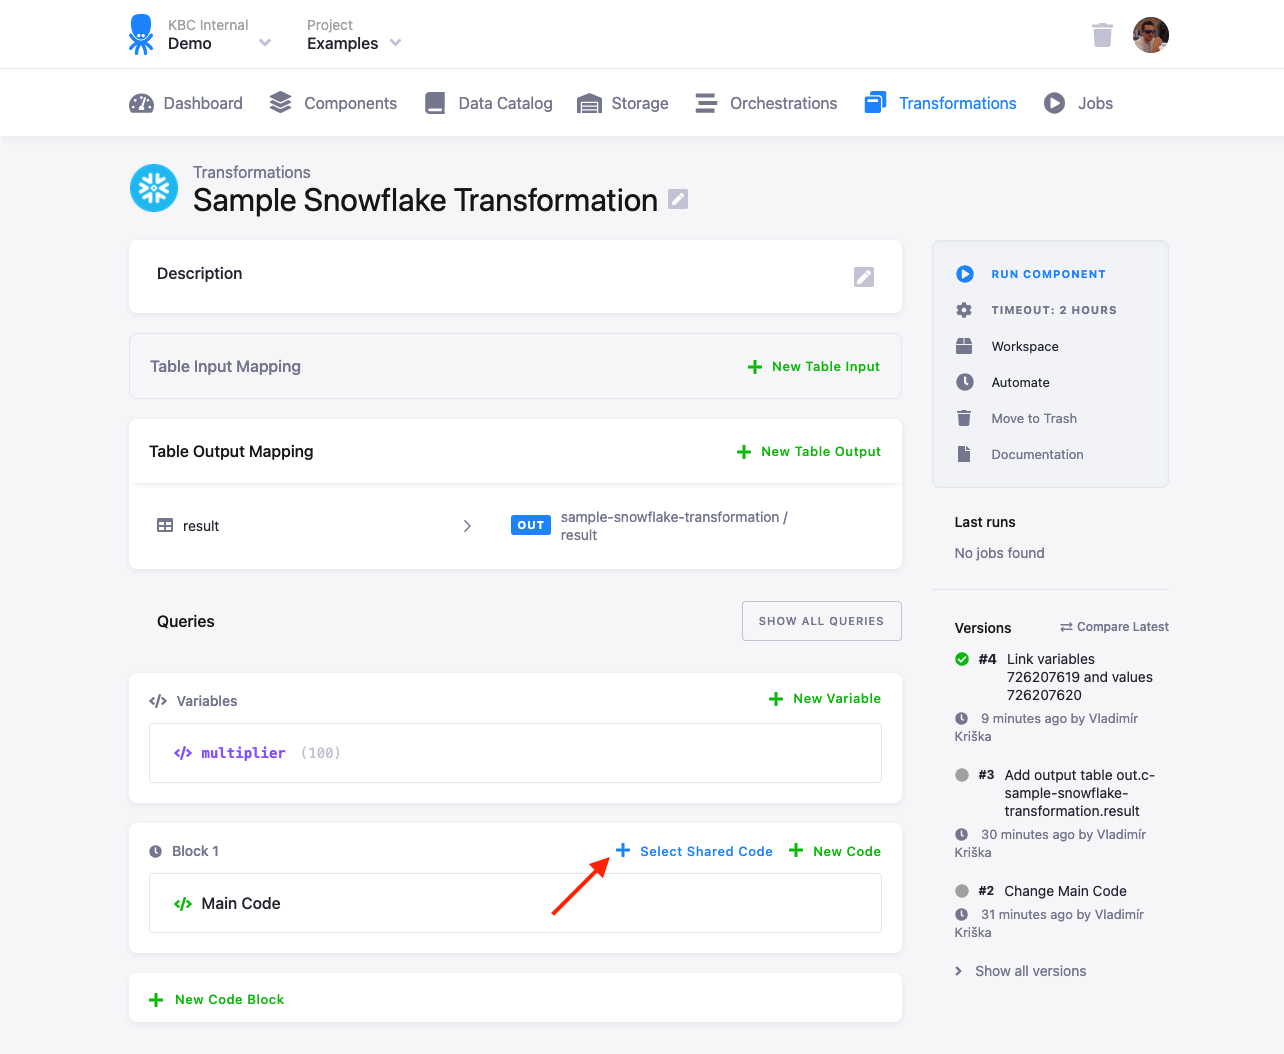 KBC Internal
Demo
Project
Examples
Dashboard
Components
Data Catalog
Storage
Orchestrations
Transformations
Jobs
Transformations
Sample Snowflake Transformation
Description
Table Input Mapping
New Table Input
Table Output Mapping
New Table Output
result
OUT
sample-snowflake-transformation /
result
Queries
SHOW ALL QUERIES
Variables
New Variable
multiplier (100)
Block 1
Select Shared Code
New Code
Main Code
New Code Block
RUN COMPONENT
TIMEOUT: 2 HOURS
Workspace
Automate
Move to Trash
Documentation
Last runs
No jobs found
Versions
Compare Latest
#4 Link variables
726207619 and values
726207620
9 minutes ago by Vladimír
Kriška
#3 Add output table out.c-
sample-snowflake-
transformation.result
30 minutes ago by Vladimír
Kriška
#2 Change Main Code
31 minutes ago by Vladimír
Kriška
Show all versions